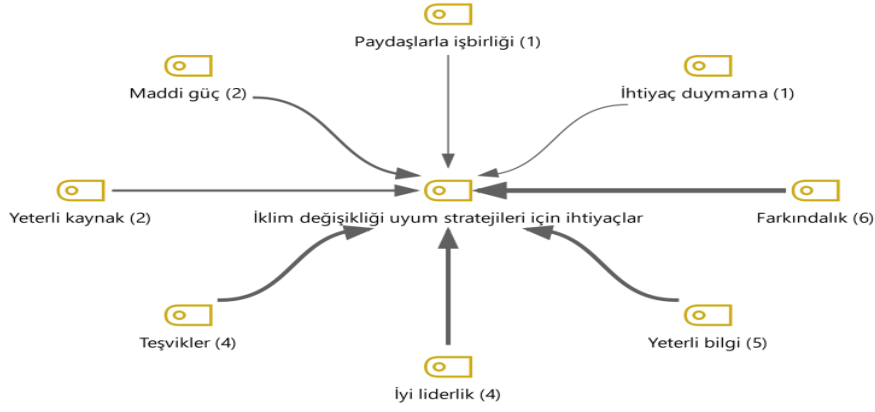 Paydaşlarla işbirliği (1)
Maddi güç (2)
İhtiyaç duymama (1)
Yeterli kaynak (2)
İklim değişikliği uyum stratejileri için ihtiyaçlar
Farkındalık (6)
Teşvikler (4)
Yeterli bilgi (5)
İyi liderlik (4)